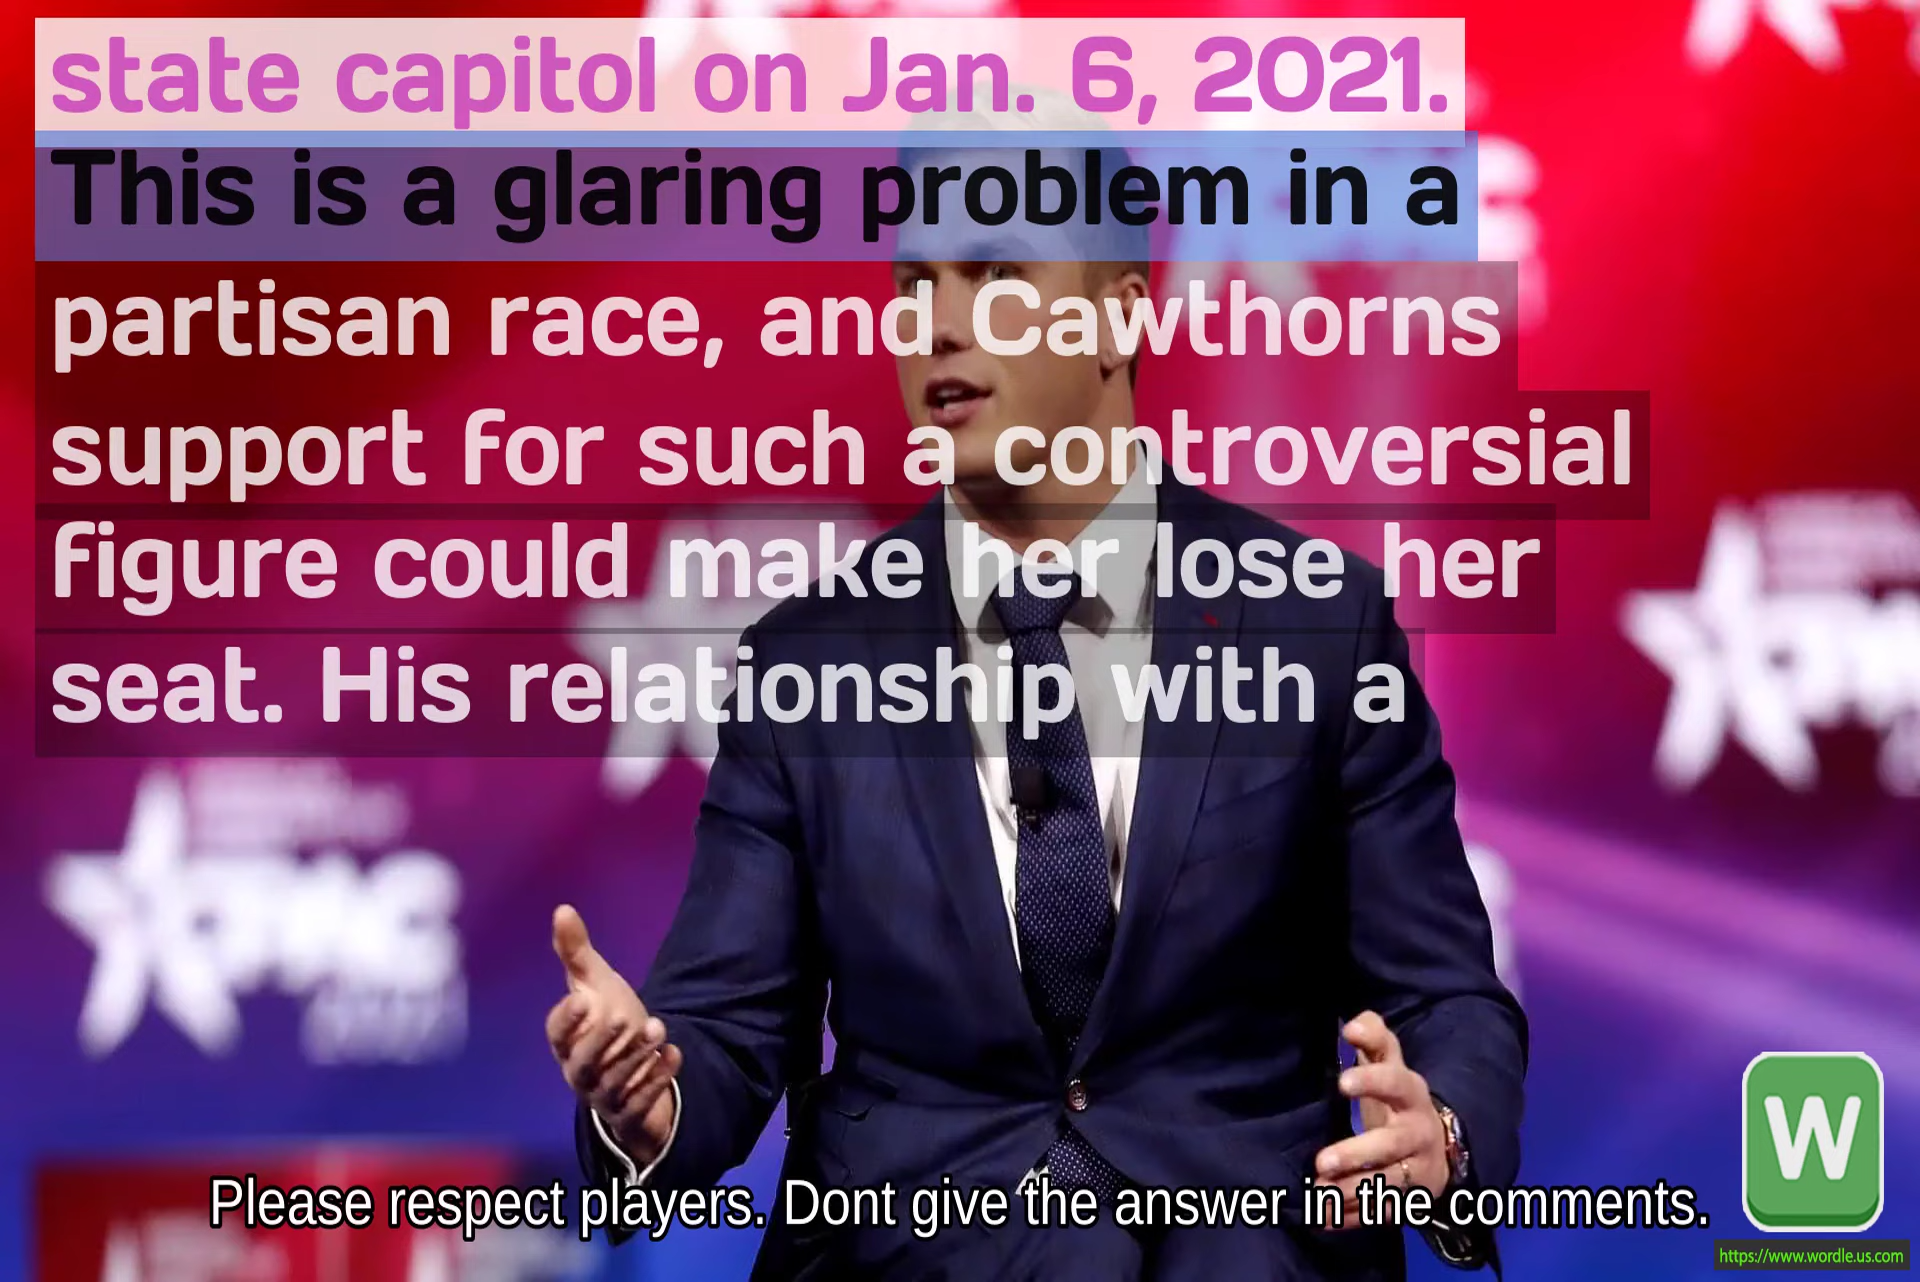 state capitol on Jan. 6, 2021.
This is a glaring problem in a
partisan race, and Cawthorns
support for such a controversial
figure could make her lose her
seat. His relationship with a
Please respect players. Dont give the answer in the comments.
W
https://www.wordle.us.com